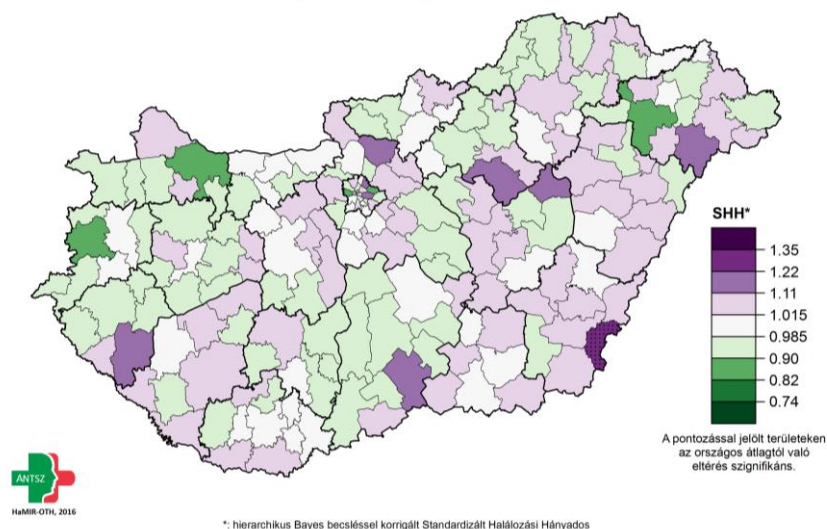 SHH*
1.35
1.22
1.11
1.015
0.985
0.90
0.82
0.74
A pontozással jelölt területeken
az országos átlagtól való
eltérés szignifikáns.
ANTSZ
HaMIR-OTH, 2016
*: hierarchikus Bayes becsléssel korrigált Standardizált Halálozási Hányados